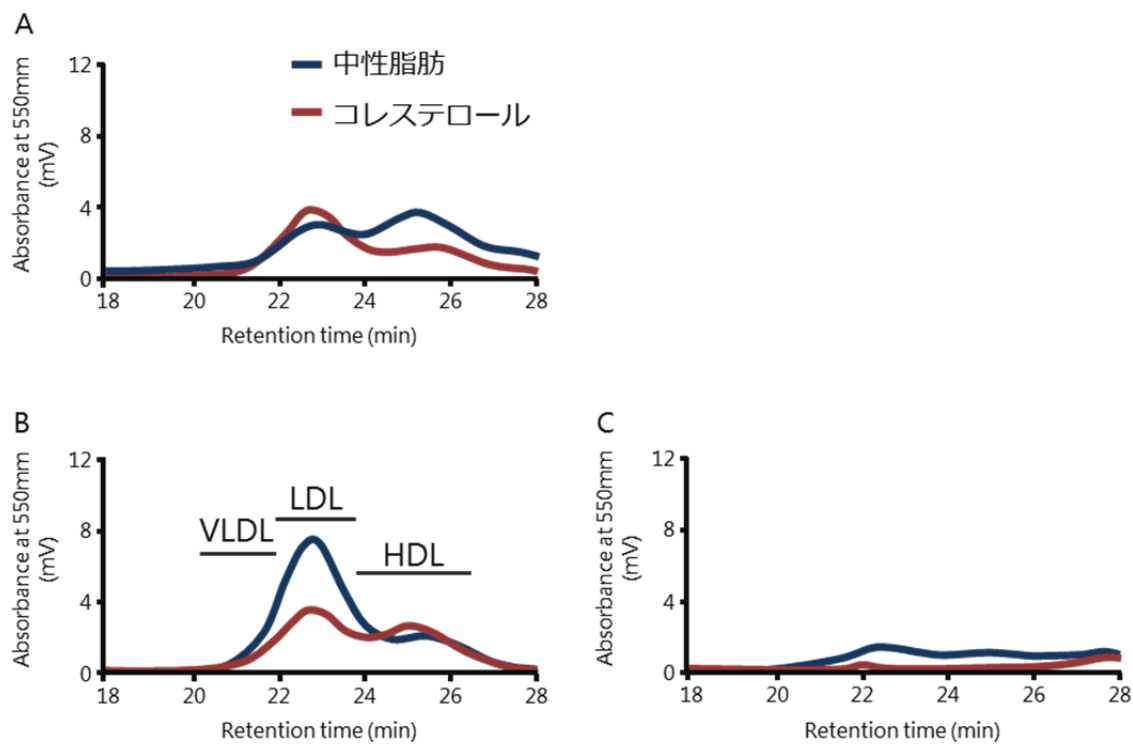 A
中性脂肪
コレステロール
12
8
4
0
18 20 22 24 26 28
Absorbance at 550mm
(mV)
Retention time (min)
B
12
8
4
0
18 20 22 24 26 28
Absorbance at 550mm
(mV)
VLDL
LDL
HDL
Retention time (min)
C
12
8
4
0
18 20 22 24 26 28
Absorbance at 550mm
(mV)
Retention time (min)